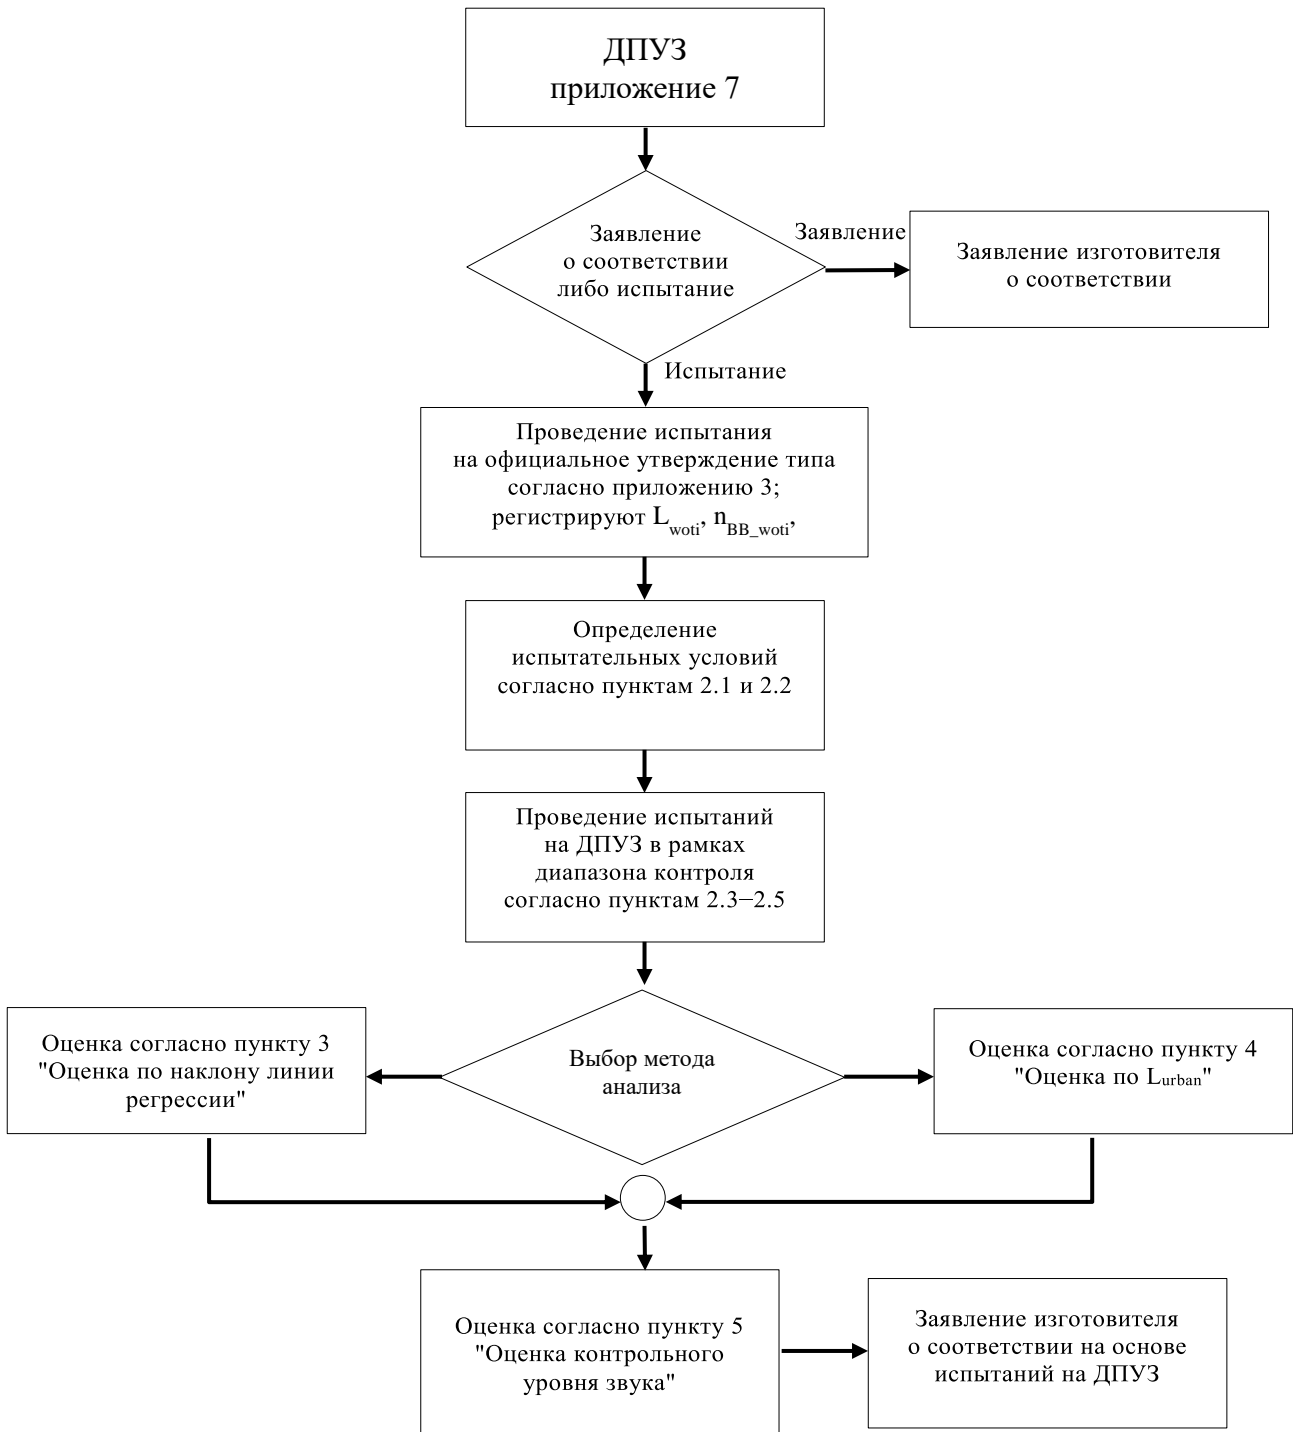 ДПУЗ
приложение 7
Заявление
о соответствии
либо испытание
Заявление
Заявление изготовителя
о соответствии
Испытание
Проведение испытания
на официальное утверждение типа
согласно приложению 3;
регистрируют L woti, n BB_woti,
Определение
испытательных условий
согласно пунктам 2.1 и 2.2
Проведение испытаний
на ДПУЗ в рамках
диапазона контроля
согласно пунктам 2.3–2.5
Оценка согласно пункту 3
"Оценка по наклону линии
регрессии"
Выбор метода
анализа
Оценка согласно пункту 4
"Оценка по Lurban"
Оценка согласно пункту 5
"Оценка контрольного
уровня звука"
Заявление изготовителя
о соответствии на основе
испытаний на ДПУЗ